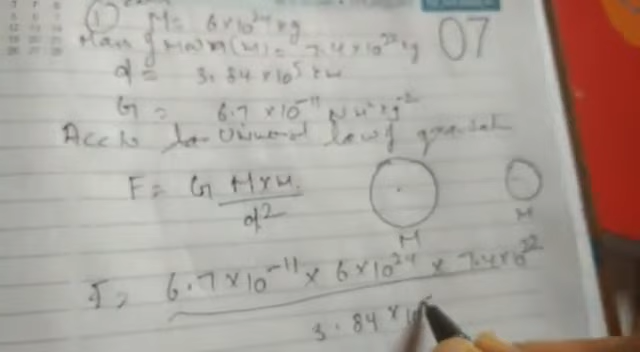 ① M = 6×10²⁴ kg
Mass of Moon (M) = 7.4×10²² kg
07
d = 3.84×10⁵ km
G = 6.7×10⁻¹¹ Nm²kg⁻²
Acc to Universal law of gravitat
F = G M×M / d²
M
M
6.7×10⁻¹¹ × 6×10²⁴ × 7.4×10²²
3.84×10